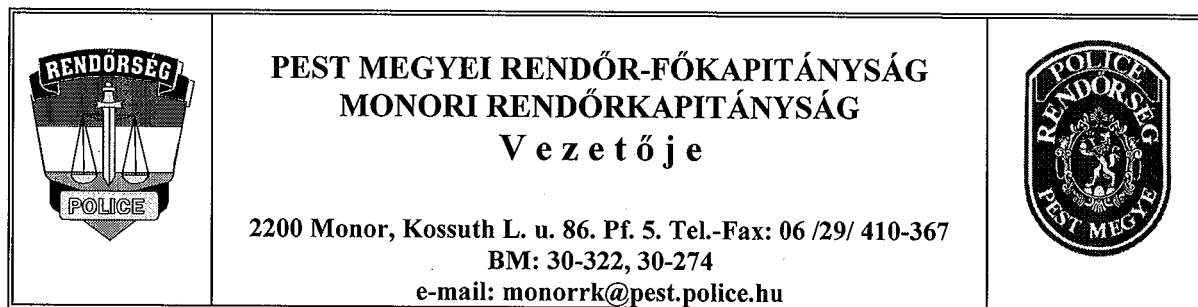 RENDŐRSÉG
POLICE
PEST MEGYEI RENDŐR-FŐKAPITÁNYSÁG
MONORI RENDŐRKAPITÁNYSÁG
Vezetője
2200 Monor, Kossuth L. u. 86. Pf. 5. Tel.-Fax: 06 /29/ 410-367
BM: 30-322, 30-274
e-mail: monorrk@pest.police.hu
POLICE
RENDŐRSÉG
PEST MEGYE